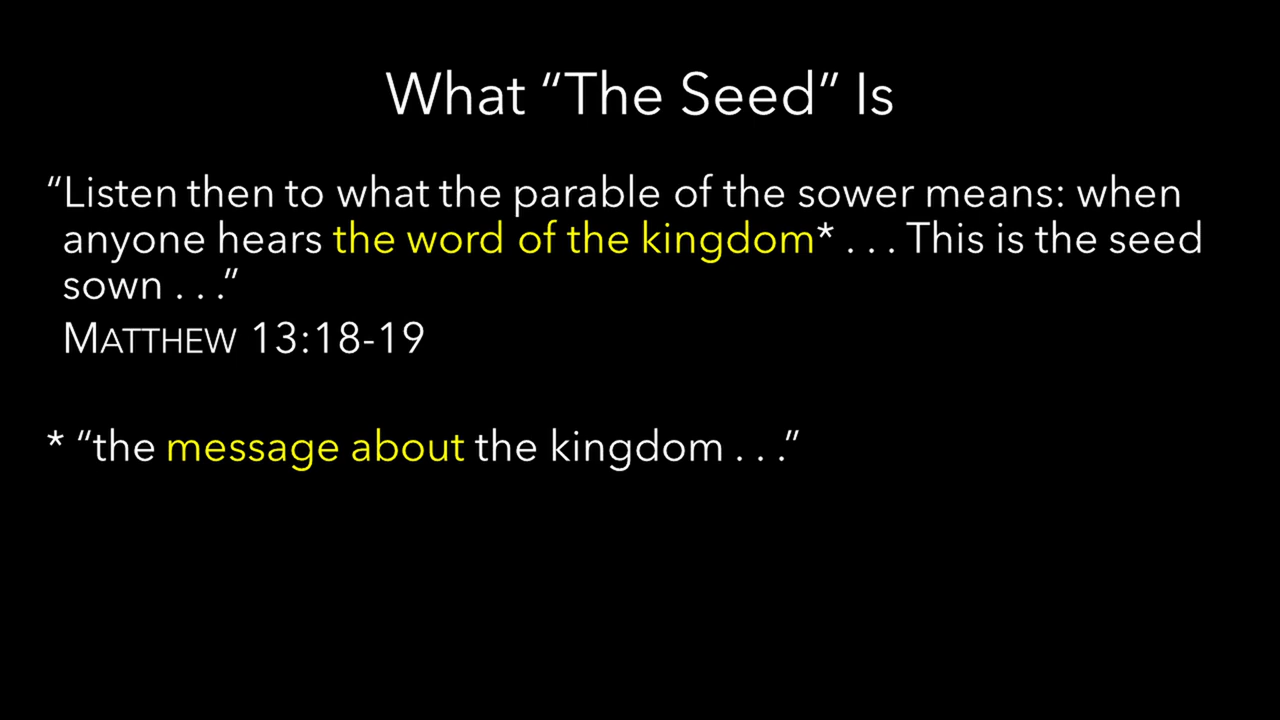 What “The Seed” Is
“Listen then to what the parable of the sower means: when
anyone hears the word of the kingdom* . . . This is the seed
sown . . .”
MATTHEW 13:18-19
* “the message about the kingdom . . .”